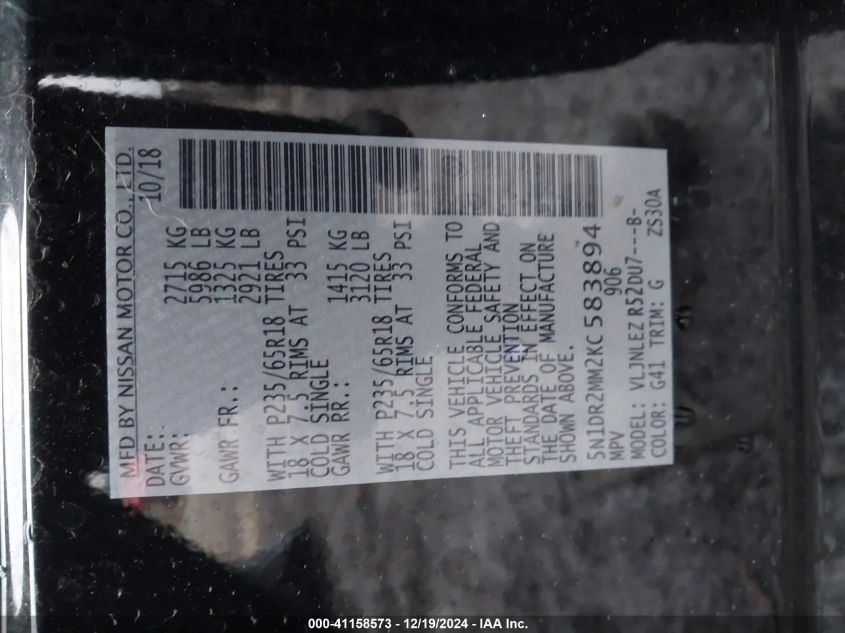 MFD BY NISSAN MOTOR CO., LTD.
DATE: 10/18
GVWR: 2715 KG
5986 LB
GAWR FR.: 1325 KG
2921 LB
WITH P235/65R18 TIRES
18 X 7.5 RIMS AT 33 PSI
COLD SINGLE
GAWR RR.: 1415 KG
3120 LB
WITH P235/65R18 TIRES
18 X 7.5 RIMS AT 33 PSI
COLD SINGLE
THIS VEHICLE CONFORMS TO
ALL APPLICABLE FEDERAL
MOTOR VEHICLE SAFETY AND
THEFT PREVENTION
STANDARDS IN EFFECT ON
THE DATE OF MANUFACTURE
SHOWN ABOVE.
5N1DR2MM2KC583894
MPV 906
MODEL: VLJNLEZ R52DU7---B-
COLOR: G41 TRIM: G ZS30A
000-41158573 - 12/19/2024 - IAA Inc.